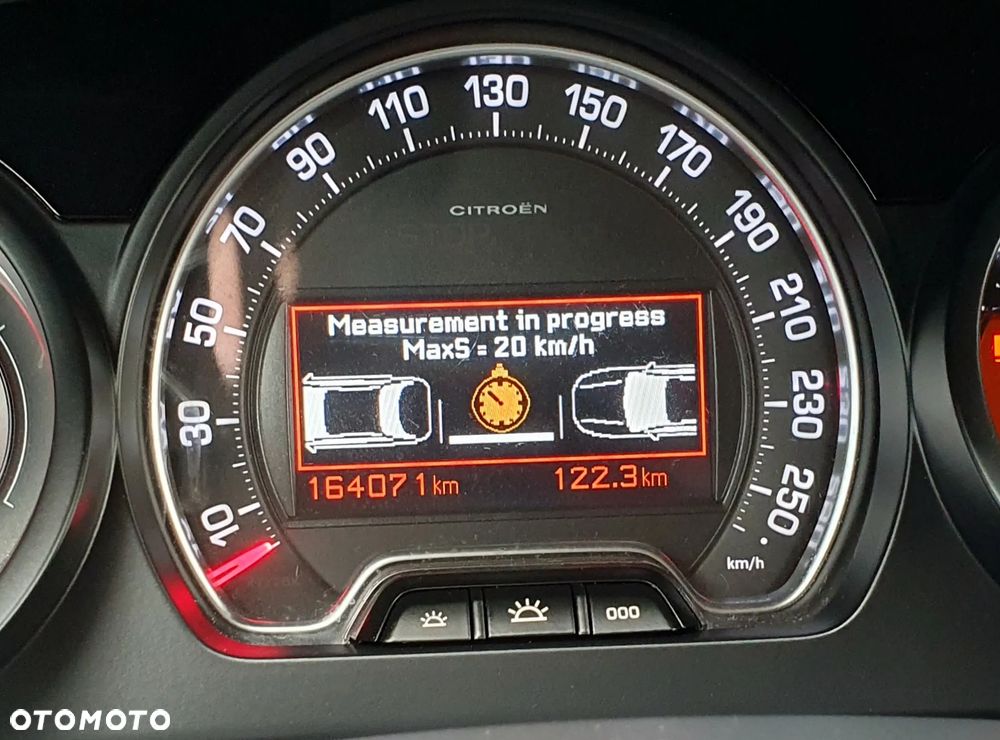 10
30
50
70
90
110
130
150
170
190
210
230
250
km/h
CITROËN
Measurement in progress
MaxS = 20 km/h
164071 km
122.3 km
000
OTOMOTO